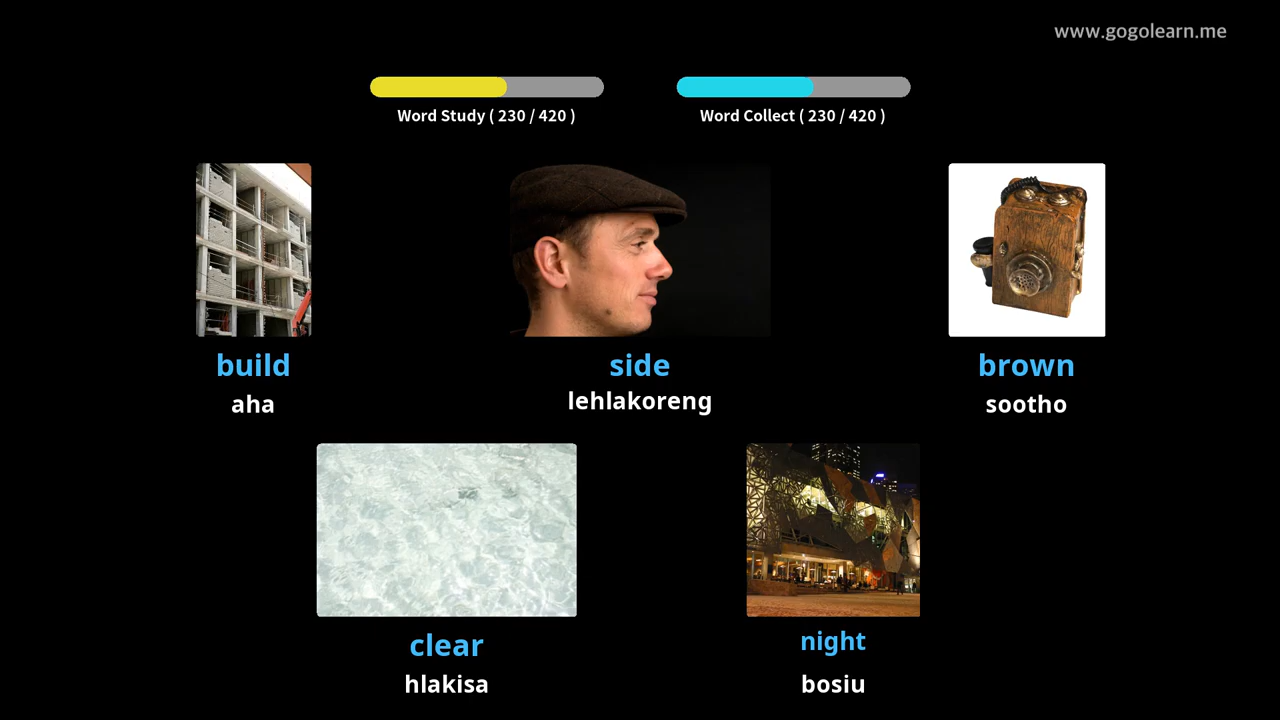 www.gogolearn.me
Word Study ( 230 / 420 )
Word Collect ( 230 / 420 )
build
side
brown
aha
lehlakoreng
sootho
clear
night
hlakisa
bosiu